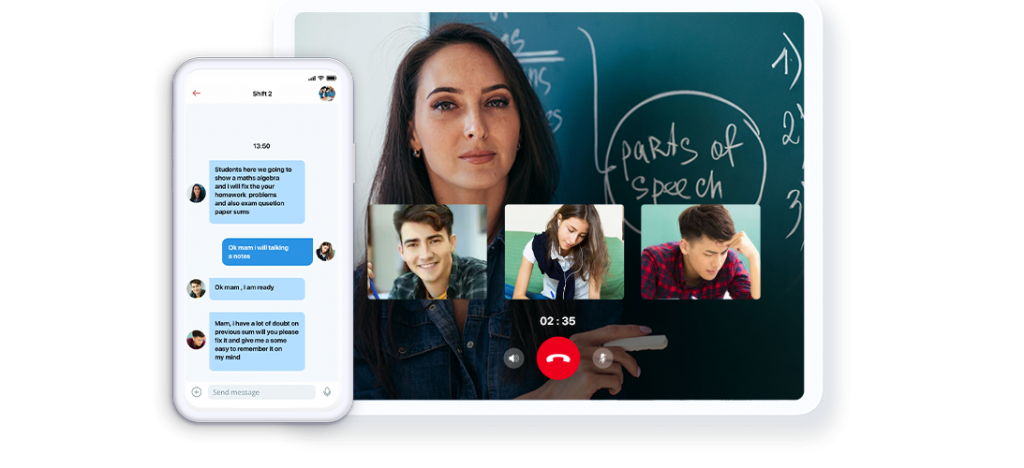 Shift 2
13:50
Students here we going to
show a maths algebra
and I will fix the your
homework problems
and also exam qusetion
paper sums
Ok mam i will talking
a notes
Ok mam , I am ready
Mam, i have a lot of doubt on
previous sum will you please
fix it and give me a some
easy to remember it on
my mind
Send message
parts of
speech
1)
2
3
02 : 35